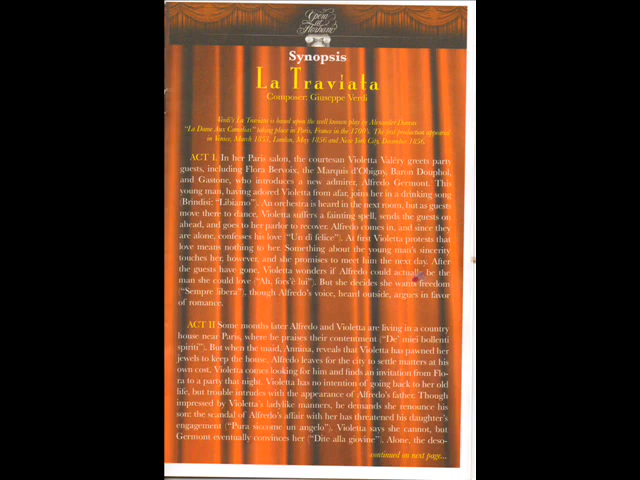 Opera
at
Florham
Synopsis
La Traviata
Composer: Giuseppe Verdi
Verdi's La Traviata is based upon the well known play by Alexander Dumas
"La Dame Aux Camelias" taking place in Paris, France in the 1700's. The first production appeared
in Venice, March 1853, London, May 1856 and New York City, December 1856.
ACT I. In her Paris salon, the courtesan Violetta Valéry greets party
guests, including Flora Bervoix, the Marquis d'Obigny, Baron Douphol,
and Gastone, who introduces a new admirer, Alfredo Germont. This
young man, having adored Violetta from afar, joins her in a drinking song
(Brindisi: "Libiamo"). An orchestra is heard in the next room, but as guests
move there to dance, Violetta suffers a fainting spell, sends the guests on
ahead, and goes to her parlor to recover. Alfredo comes in, and since they
are alone, confesses his love ("Un dì felice"). At first Violetta protests that
love means nothing to her. Something about the young man's sincerity
touches her, however, and she promises to meet him the next day. After
the guests have gone, Violetta wonders if Alfredo could actually be the
man she could love ("Ah, fors'è lui"). But she decides she wants freedom
("Sempre libera"), though Alfredo's voice, heard outside, argues in favor
of romance.
ACT II Some months later Alfredo and Violetta are living in a country
house near Paris, where he praises their contentment ("De' miei bollenti
spiriti"). But when the maid, Annina, reveals that Violetta has pawned her
jewels to keep the house, Alfredo leaves for the city to settle matters at his
own cost. Violetta comes looking for him and finds an invitation from Flo-
ra to a party that night. Violetta has no intention of going back to her old
life, but trouble intrudes with the appearance of Alfredo's father. Though
impressed by Violetta's ladylike manners, he demands she renounce his
son: the scandal of Alfredo's affair with her has threatened his daughter's
engagement ("Pura siccome un angelo"). Violetta says she cannot, but
Germont eventually convinces her ("Dite alla giovine"). Alone, the deso-
continued on next page...